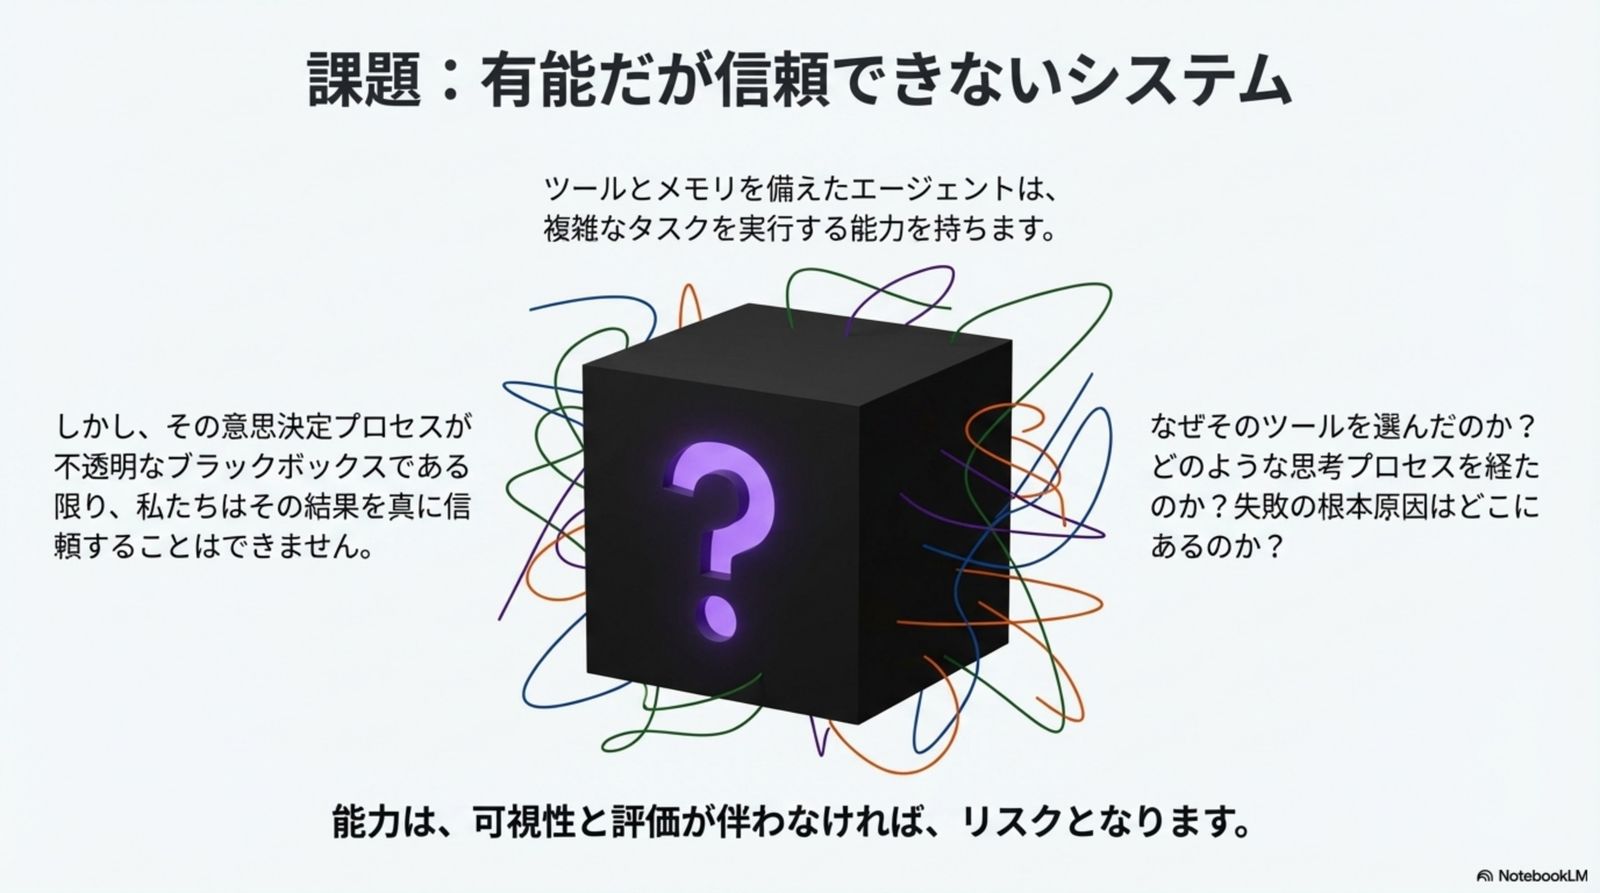 課題：有能だが信頼できないシステム
ツールとメモリを備えたエージェントは、
複雑なタスクを実行する能力を持ちます。
しかし、その意思決定プロセスが
不透明なブラックボックスである
限り、私たちはその結果を真に信
頼することはできません。
?
なぜそのツールを選んだのか？
どのような思考プロセスを経た
のか？失敗の根本原因はどこに
あるのか？
能力は、可視性と評価が伴わなければ、リスクとなります。
NotebookLM